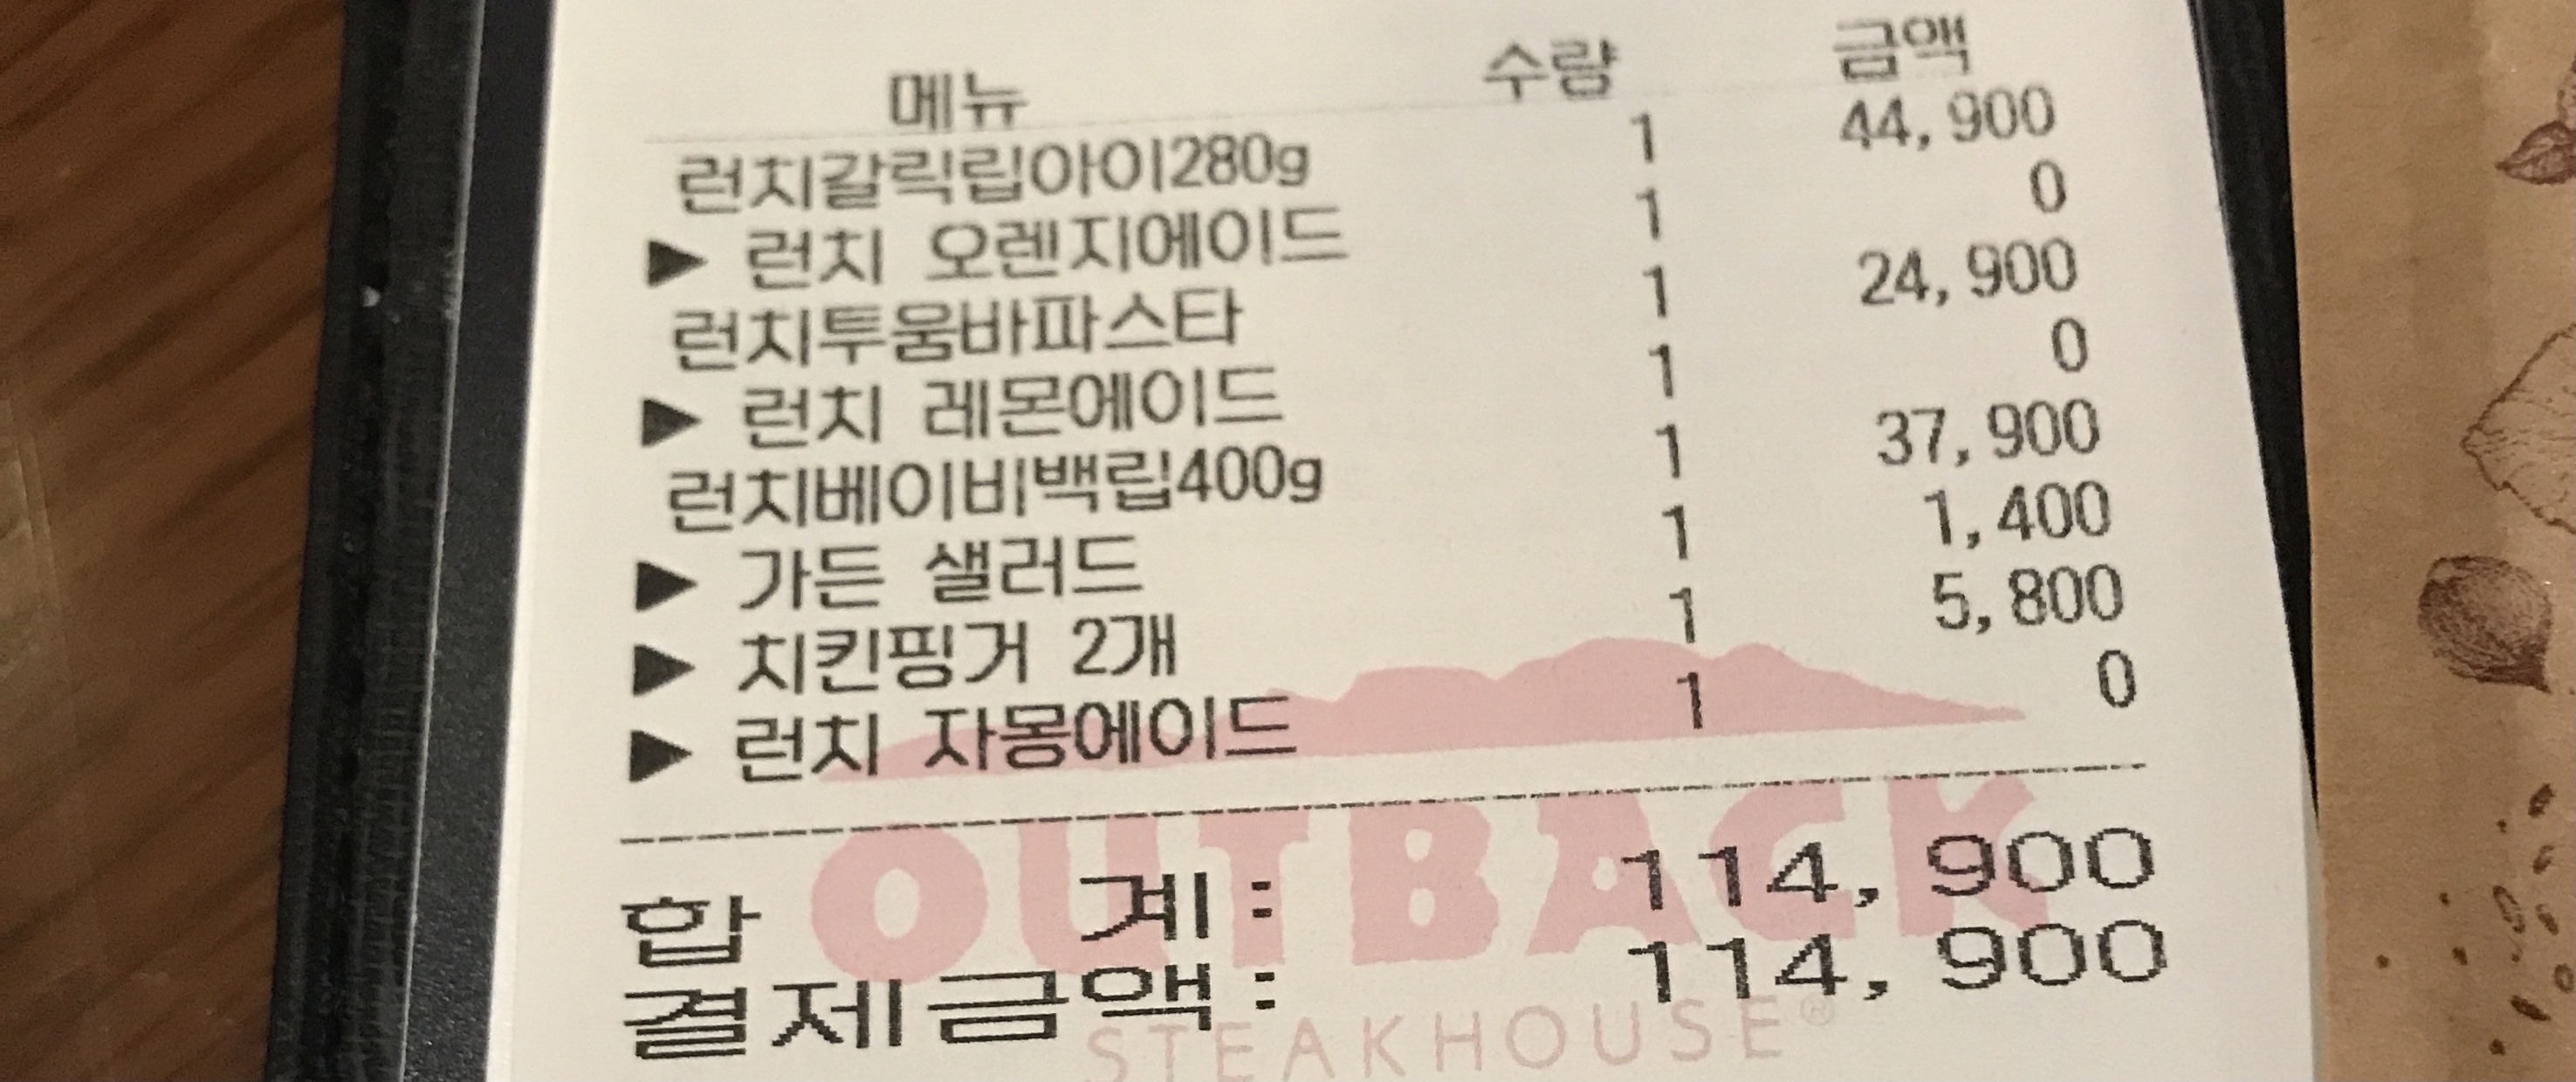 메뉴 수량 금액
런치갈릭립아이280g 1 44,900
▶ 런치 오렌지에이드 1 0
런치투움바파스타 1 24,900
▶ 런치 레몬에이드 1 0
런치베이비백립400g 1 37,900
▶ 가든 샐러드 1 1,400
▶ 치킨핑거 2개 1 5,800
▶ 런치 자몽에이드 1 0
OUTBACK
합 계: 114,900
결제금액: 114,900
STEAKHOUSE®